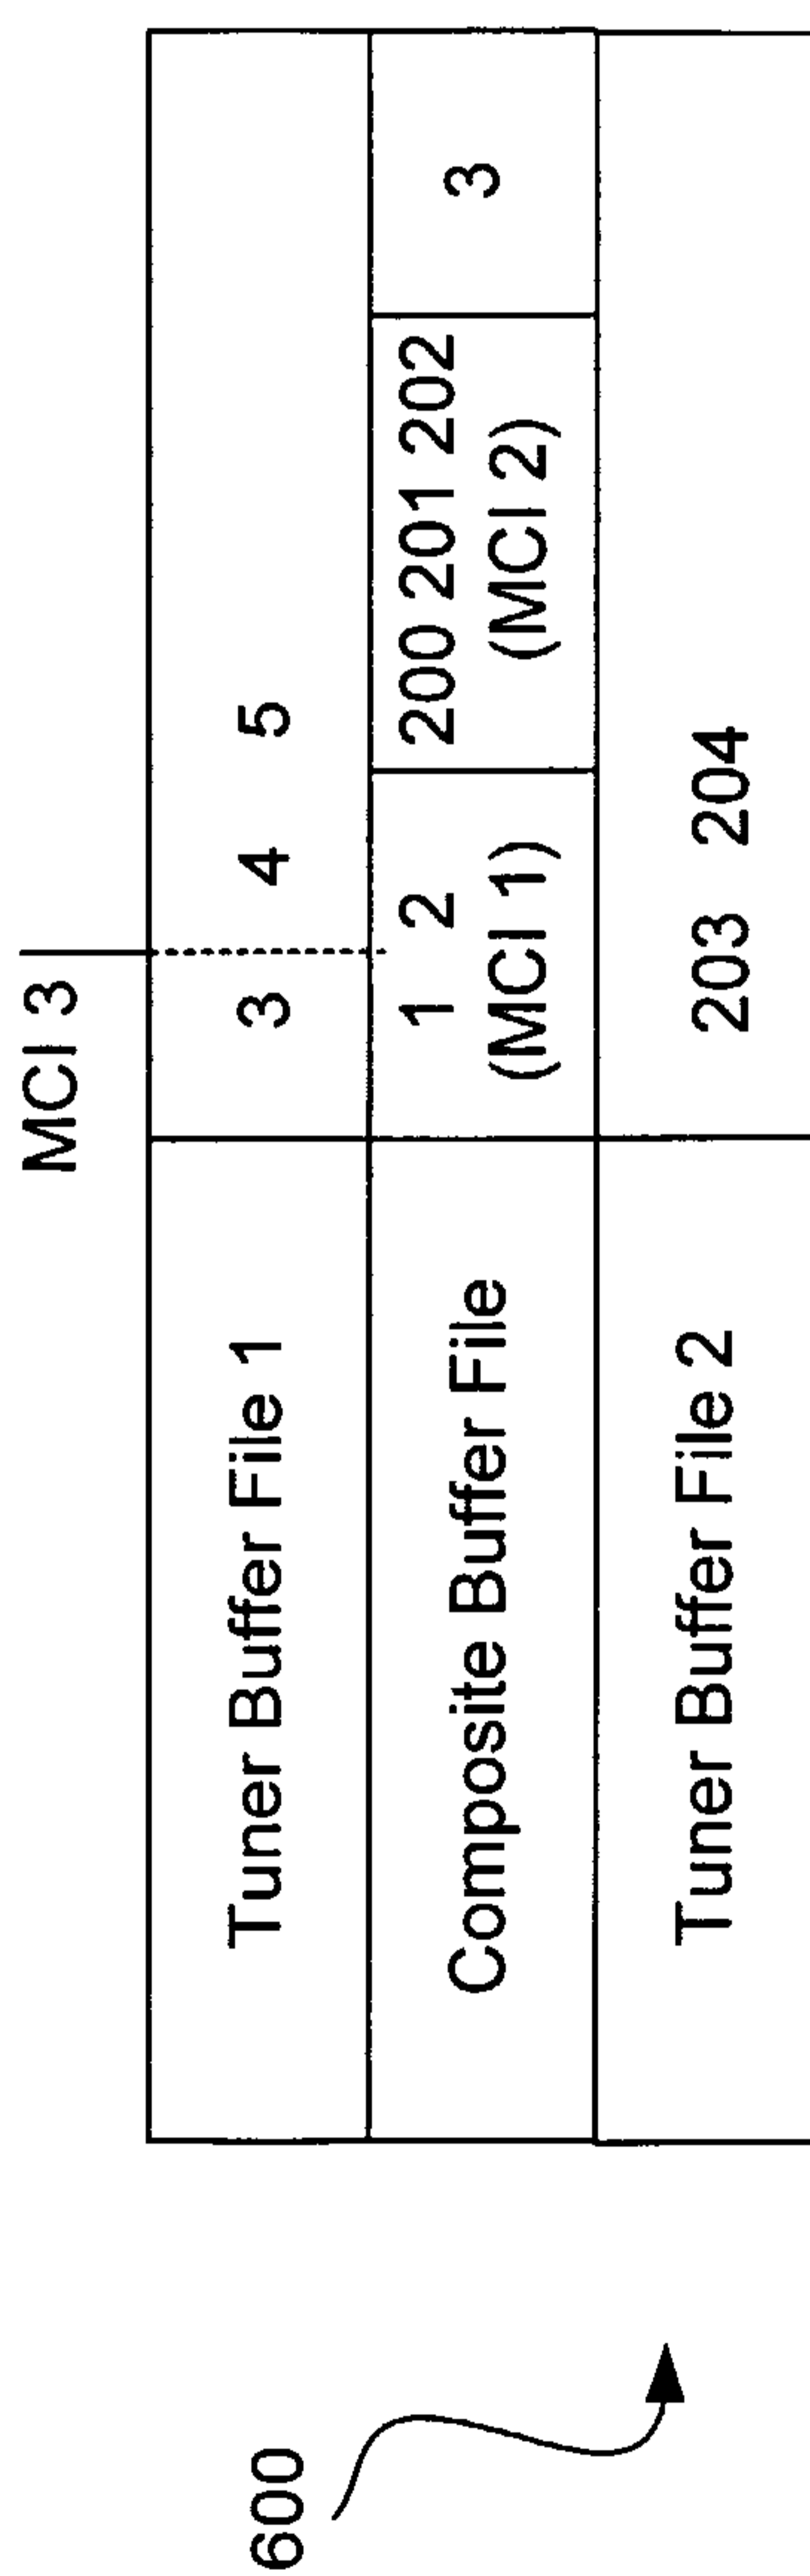 MCI 3
Tuner Buffer File 1
3 4 5
Composite Buffer File
1 2
(MCI 1)
200 201 202
(MCI 2)
3
Tuner Buffer File 2
203 204
600